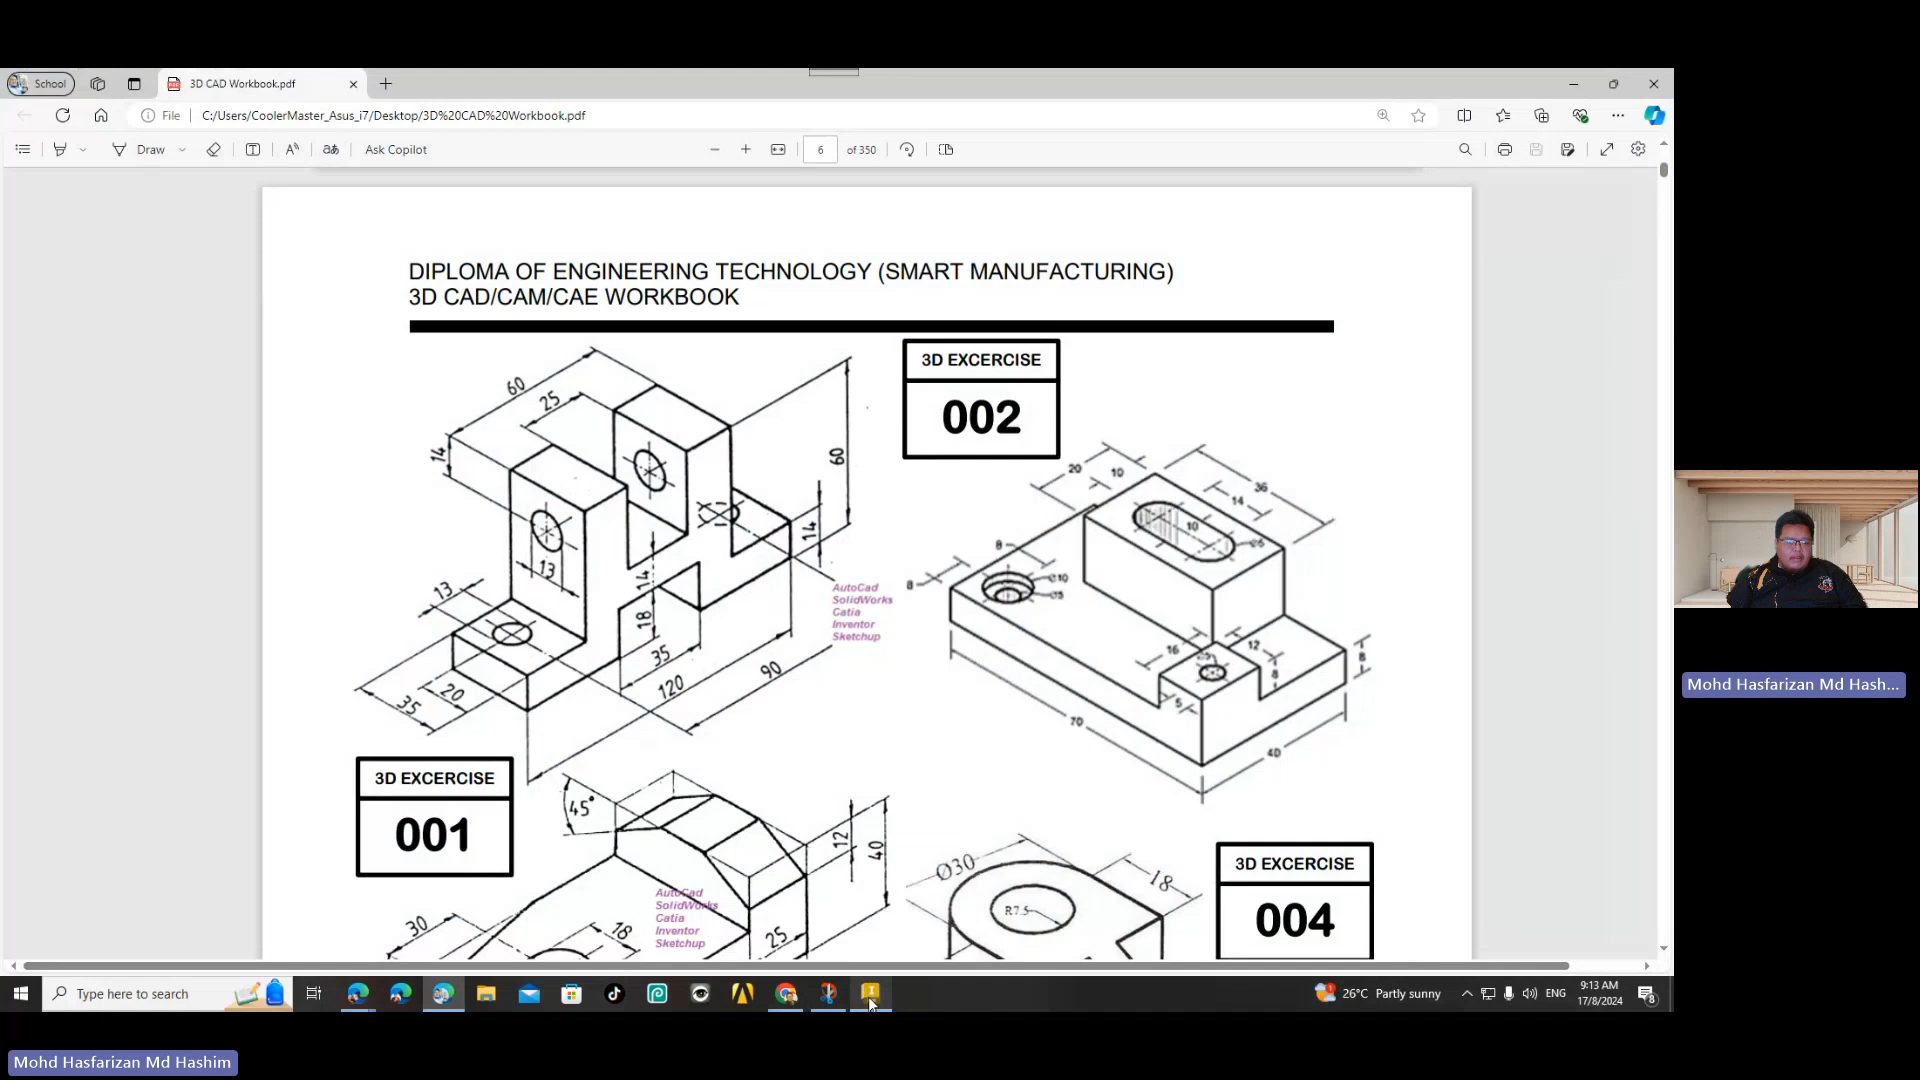 School
3D CAD Workbook.pdf
File
C:/Users/CoolerMaster_Asus_i7/Desktop/3D%20CAD%20Workbook.pdf
Draw
Ask Copilot
6
of 350
DIPLOMA OF ENGINEERING TECHNOLOGY (SMART MANUFACTURING)
3D CAD/CAM/CAE WORKBOOK
3D EXCERCISE
002
60
25
14
60
14
13
13
14
18
35
20
35
120
90
AutoCad
SolidWorks
Catia
Inventor
Sketchup
20
10
36
14
10
8
8
Ø10
16
12
8
8
5
70
40
3D EXCERCISE
001
45°
12
40
30
18
25
AutoCad
SolidWorks
Catia
Inventor
Sketchup
Ø30
18
R7.5
3D EXCERCISE
004
Type here to search
26°C Partly sunny
ENG
9:13 AM
17/8/2024
8
Mohd Hasfarizan Md Hash...
Mohd Hasfarizan Md Hashim